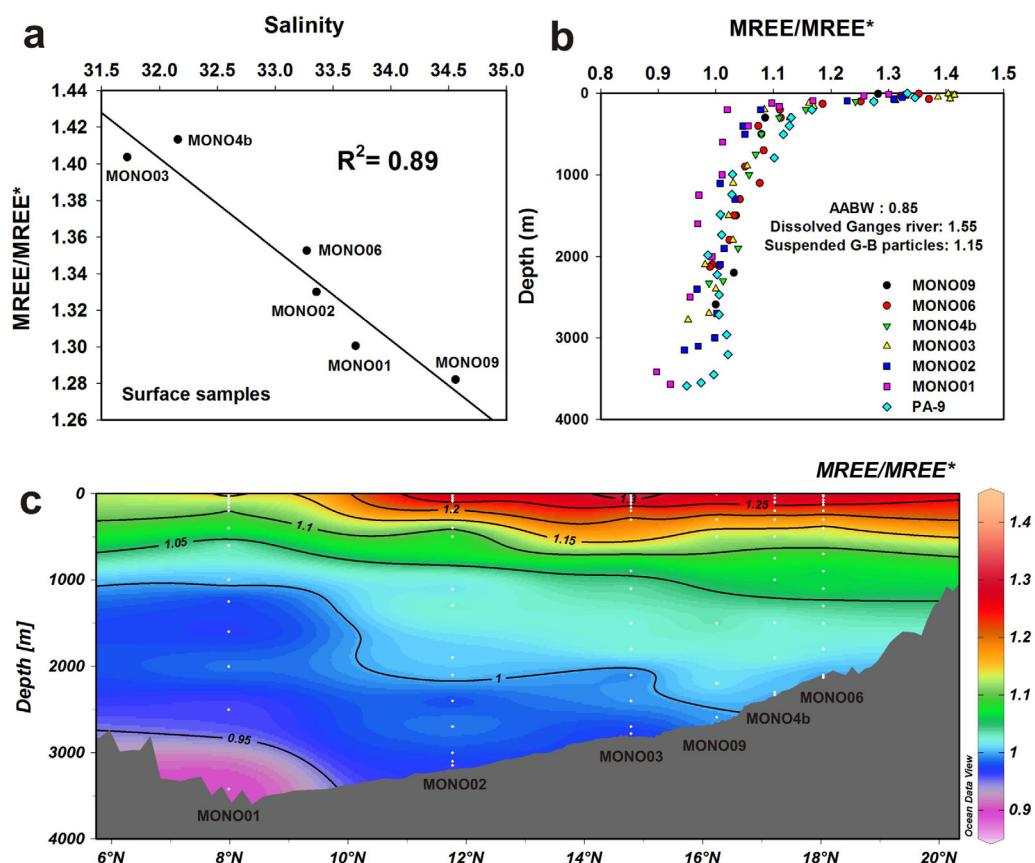 a
Salinity
31.5 32.0 32.5 33.0 33.5 34.0 34.5 35.0
MREE/MREE*
1.44
1.42
1.40
1.38
1.36
1.34
1.32
1.30
1.28
1.26
MONO4b
MONO03
R2= 0.89
MONO06
MONO02
MONO01
MONO09
Surface samples
b
MREE/MREE*
0.8 0.9 1.0 1.1 1.2 1.3 1.4 1.5
Depth (m)
0
1000
2000
3000
4000
AABW : 0.85
Dissolved Ganges river: 1.55
Suspended G-B particles: 1.15
MONO09
MONO06
MONO4b
MONO03
MONO02
MONO01
PA-9
c
MREE/MREE*
Depth [m]
0
1000
2000
3000
4000
1.3
1.25
1.2
1.15
1.1
1.05
1
0.95
MONO01
MONO02
MONO03
MONO09
MONO4b
MONO06
6°N 8°N 10°N 12°N 14°N 16°N 18°N 20°N
Ocean Data View
1.4
1.3
1.2
1.1
1
0.9